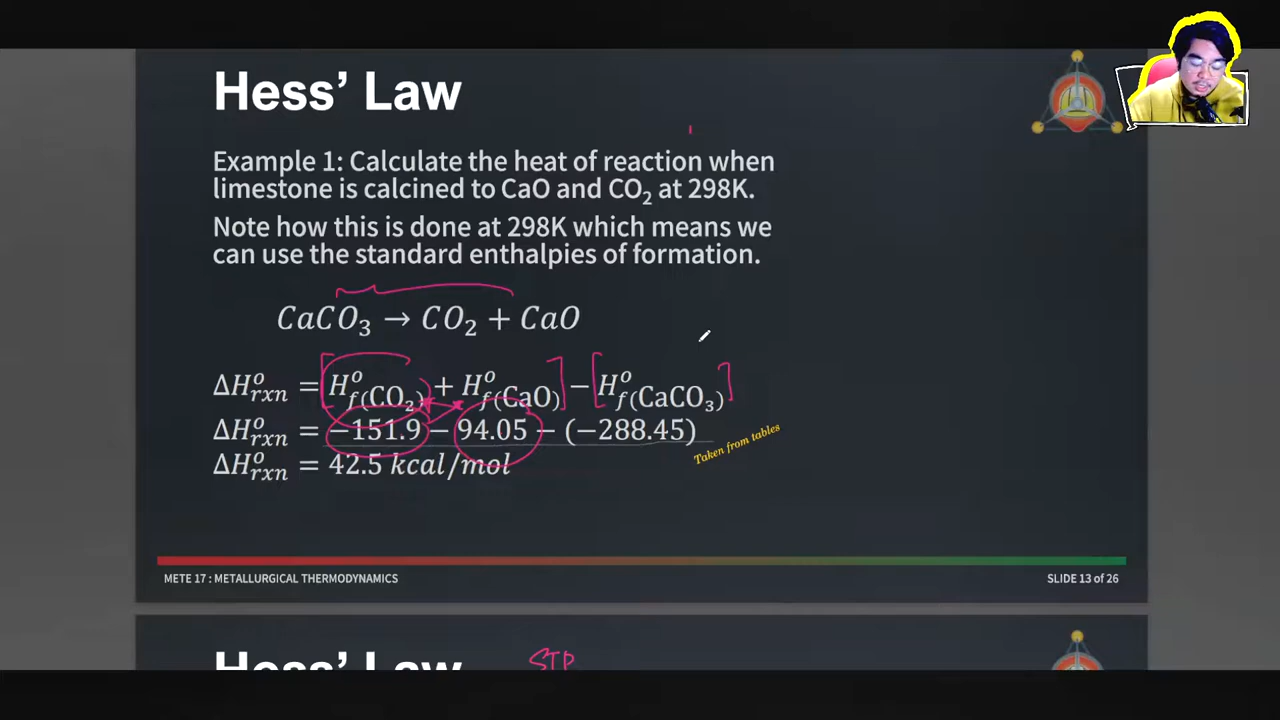 Hess’ Law
Example 1: Calculate the heat of reaction when
limestone is calcined to CaO and CO₂ at 298K.
Note how this is done at 298K which means we
can use the standard enthalpies of formation.
CaCO₃ → CO₂ + CaO
ΔH°rxn = [H°f(CO₂) + H°f(CaO)] − [H°f(CaCO₃)]
ΔH°rxn = −151.9 − 94.05 − (−288.45)
Taken from tables
ΔH°rxn = 42.5 kcal/mol
METE 17 : METALLURGICAL THERMODYNAMICS
SLIDE 13 of 26
Hess’ Law
STP